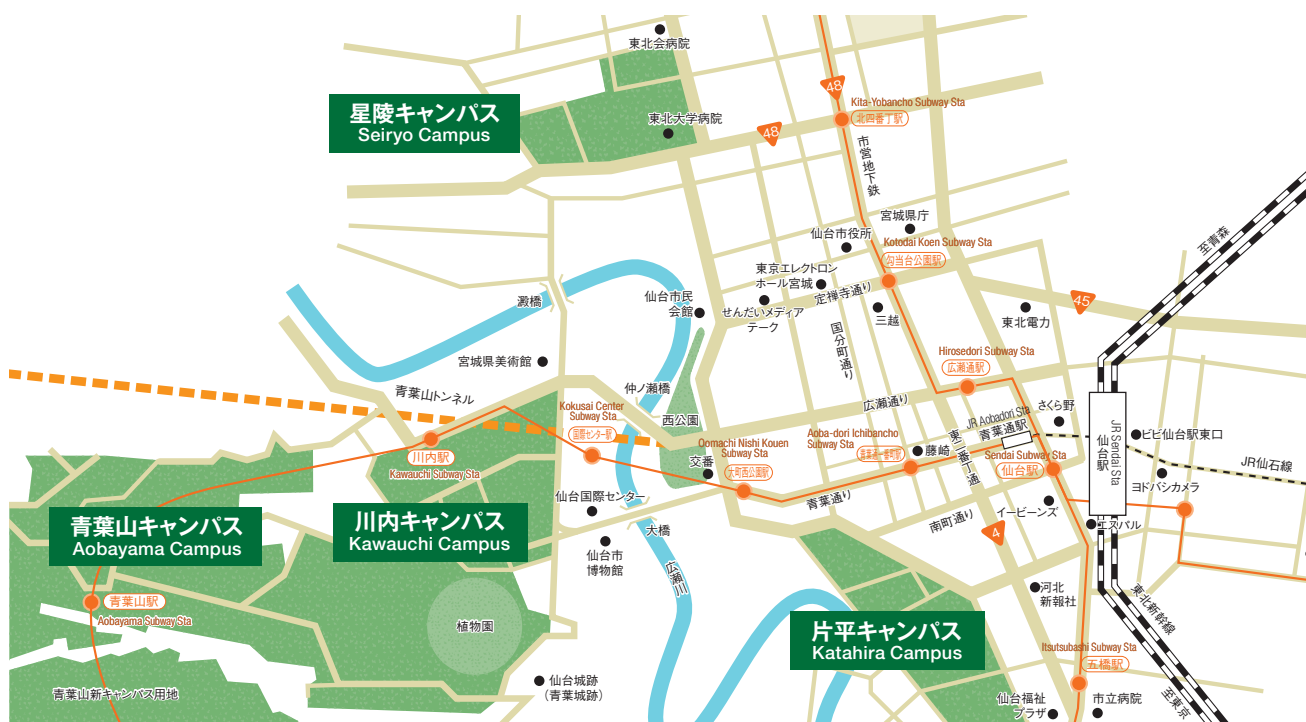 東北会病院
星陵キャンパス
Seiryo Campus
東北大学病院
48
48
Kita-Yobancho Subway Sta
北四番丁駅
市営地下鉄
宮城県庁
仙台市役所
Kotodai Koen Subway Sta
勾当台公園駅
東京エレクトロン
ホール宮城
定禅寺通り
せんだいメディア
テーク
仙台市民
会館
澱橋
三越
国分町通り
東北電力
45
至青森
宮城県美術館
青葉山トンネル
仲ノ瀬橋
西公園
広瀬通り
Hirosedori Subway Sta
広瀬通駅
さくら野
JR Aobadori Sta
青葉通駅
Kokusai Center
Subway Sta
国際センター駅
川内駅
Kawauchi Subway Sta
Oomachi Nishi Kouen
Subway Sta
大町西公園駅
交番
Aoba-dori Ichibancho
Subway Sta
青葉通一番町駅
藤崎
東二番丁通
Sendai Subway Sta
仙台駅
仙台駅
JR Sendai Sta
ビビ仙台駅東口
JR仙石線
ヨドバシカメラ
青葉通り
南町通り
イービーンズ
エスパル
4
仙台国際センター
大橋
仙台市
博物館
広瀬川
青葉山キャンパス
Aobayama Campus
川内キャンパス
Kawauchi Campus
青葉山駅
Aobayama Subway Sta
植物園
仙台城跡
(青葉城跡)
青葉山新キャンパス用地
片平キャンパス
Katahira Campus
河北
新報社
東北新幹線
Itsutsubashi Subway Sta
五橋駅
仙台福祉
プラザ
市立病院
至東京